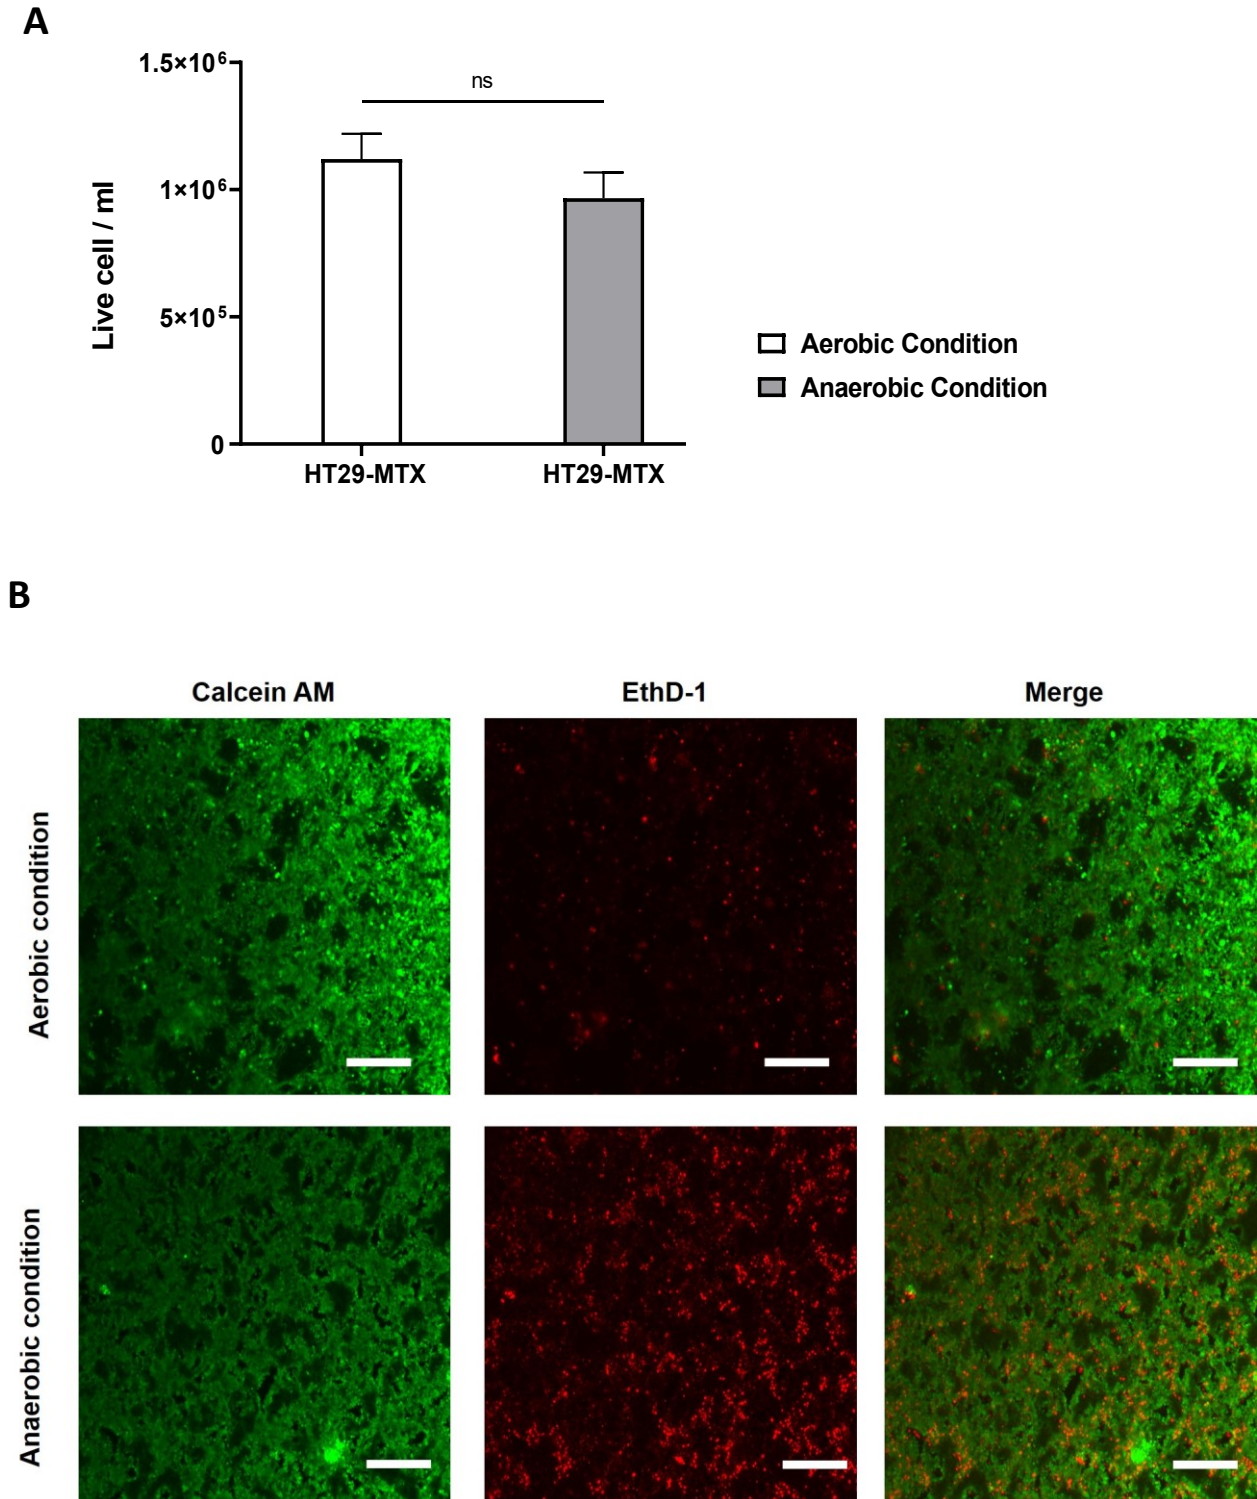 A
1.5×10⁶
ns
1×10⁶
Live cell / ml
5×10⁵
0
HT29-MTX
HT29-MTX
Aerobic Condition
Anaerobic Condition
B
Calcein AM
EthD-1
Merge
Aerobic condition
Anaerobic condition